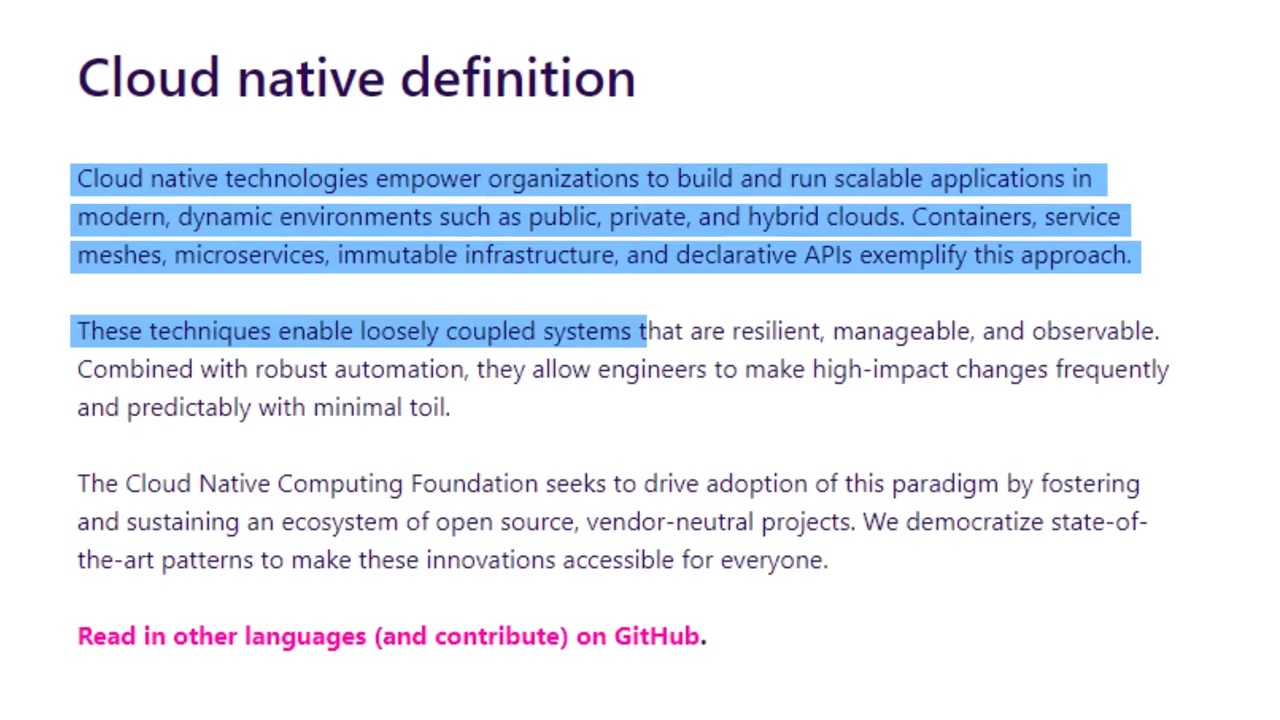 Cloud native definition
Cloud native technologies empower organizations to build and run scalable applications in
modern, dynamic environments such as public, private, and hybrid clouds. Containers, service
meshes, microservices, immutable infrastructure, and declarative APIs exemplify this approach.
These techniques enable loosely coupled systems that are resilient, manageable, and observable.
Combined with robust automation, they allow engineers to make high-impact changes frequently
and predictably with minimal toil.
The Cloud Native Computing Foundation seeks to drive adoption of this paradigm by fostering
and sustaining an ecosystem of open source, vendor-neutral projects. We democratize state-of-
the-art patterns to make these innovations accessible for everyone.
Read in other languages (and contribute) on GitHub.